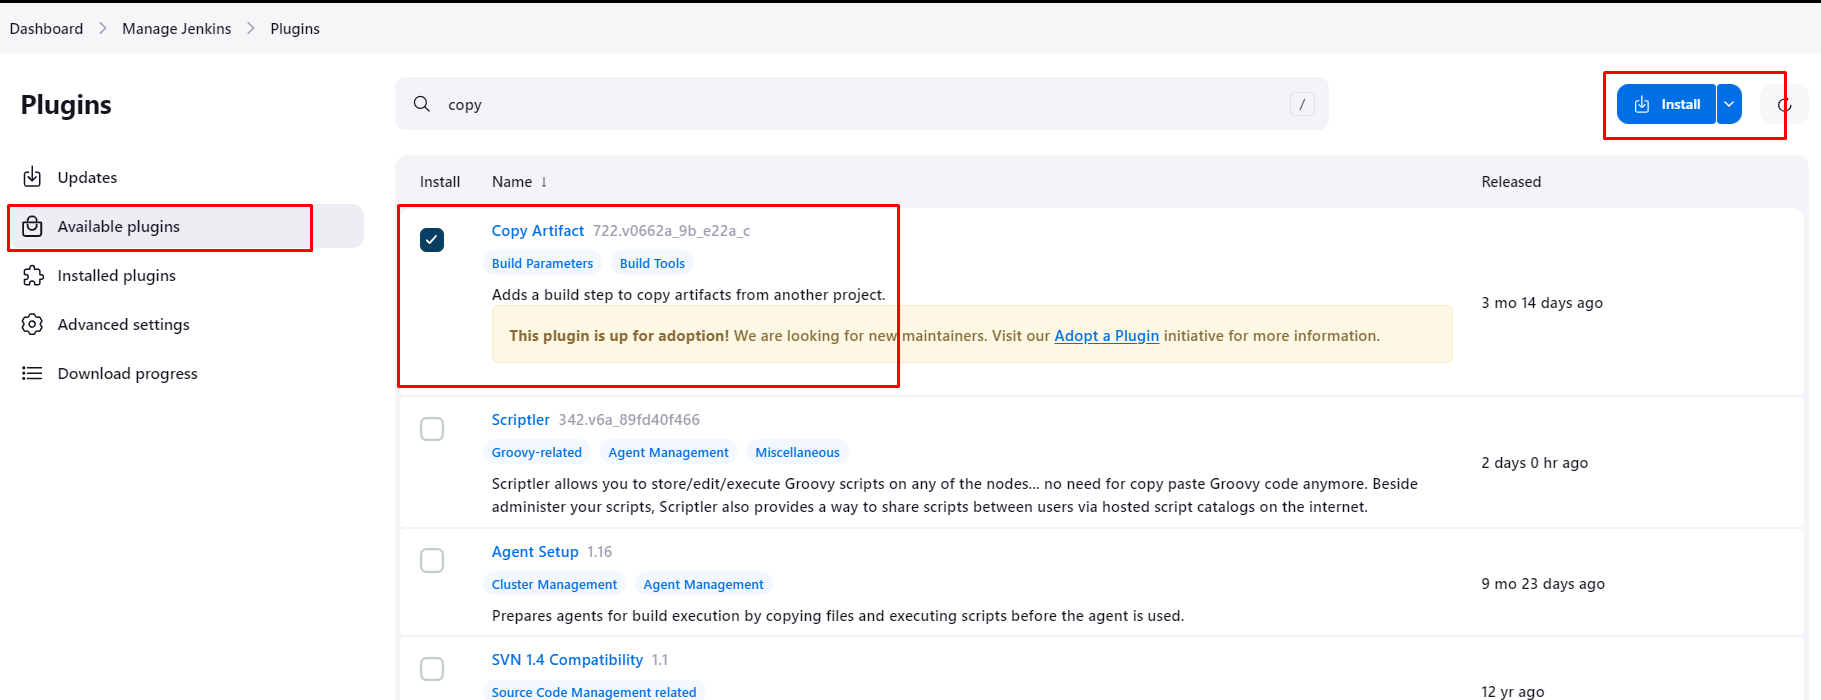 Dashboard > Manage Jenkins > Plugins
Plugins
copy /
Install
Updates
Available plugins
Installed plugins
Advanced settings
Download progress
Install Name ↓ Released
Copy Artifact 722.v0662a_9b_e22a_c
Build Parameters Build Tools
Adds a build step to copy artifacts from another project.
This plugin is up for adoption! We are looking for new maintainers. Visit our Adopt a Plugin initiative for more information.
3 mo 14 days ago
Scriptler 342.v6a_89fd40f466
Groovy-related Agent Management Miscellaneous
Scriptler allows you to store/edit/execute Groovy scripts on any of the nodes... no need for copy paste Groovy code anymore. Beside
administer your scripts, Scriptler also provides a way to share scripts between users via hosted script catalogs on the internet.
2 days 0 hr ago
Agent Setup 1.16
Cluster Management Agent Management
Prepares agents for build execution by copying files and executing scripts before the agent is used.
9 mo 23 days ago
SVN 1.4 Compatibility 1.1
Source Code Management related
12 yr ago